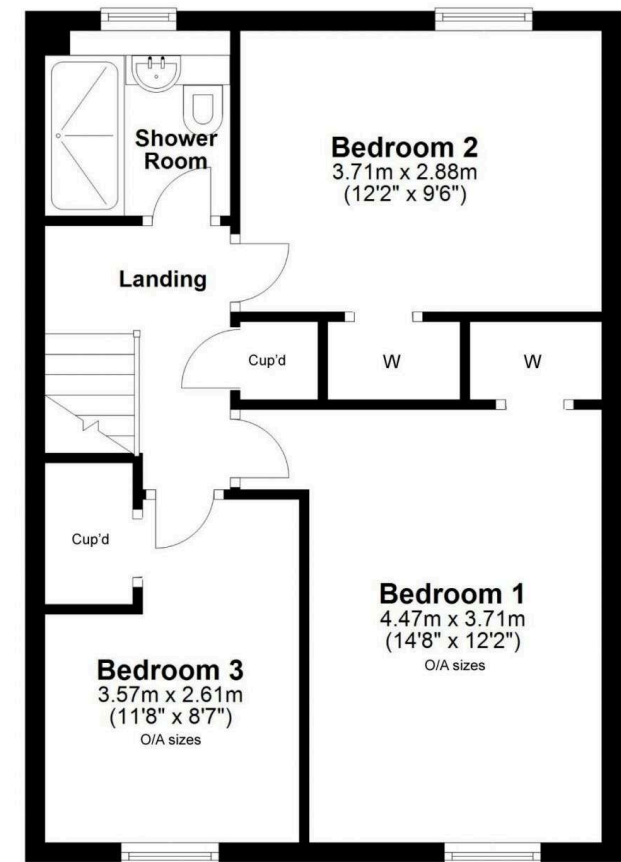 Shower
Room
Bedroom 2
3.71m x 2.88m
(12'2" x 9'6")
Landing
Cup'd
W
W
Cup'd
Bedroom 1
4.47m x 3.71m
(14'8" x 12'2")
O/A sizes
Bedroom 3
3.57m x 2.61m
(11'8" x 8'7")
O/A sizes